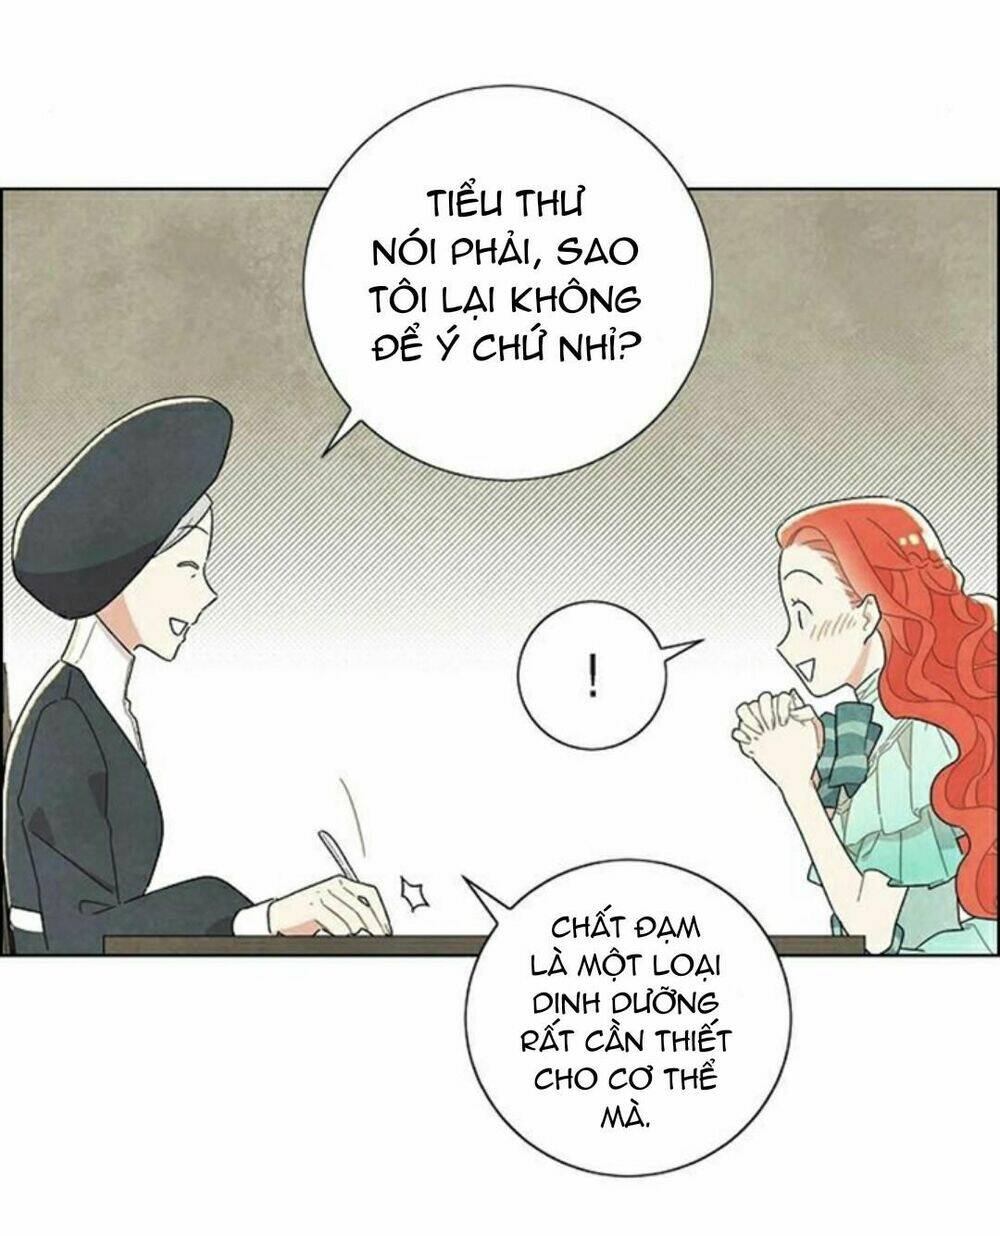 TIỂU THƯ
NÓI PHẢI, SAO
TÔI LẠI KHÔNG
ĐỂ Ý CHỨ NHỈ?
!
CHẤT ĐẠM
LÀ MỘT LOẠI
DINH DƯỠNG
RẤT CẦN THIẾT
CHO CƠ THỂ
MÀ.